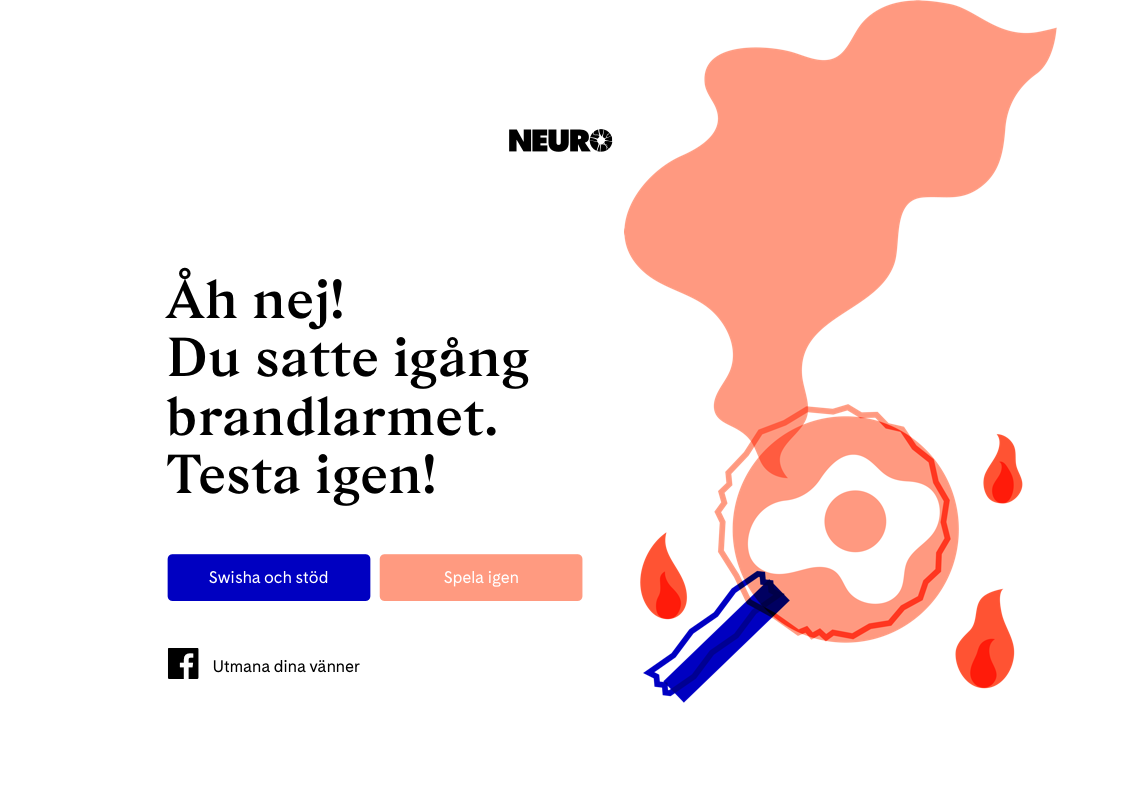 NEURO
Åh nej!
Du satte igång
brandlarmet.
Testa igen!
Swisha och stöd
Spela igen
Utmana dina vänner